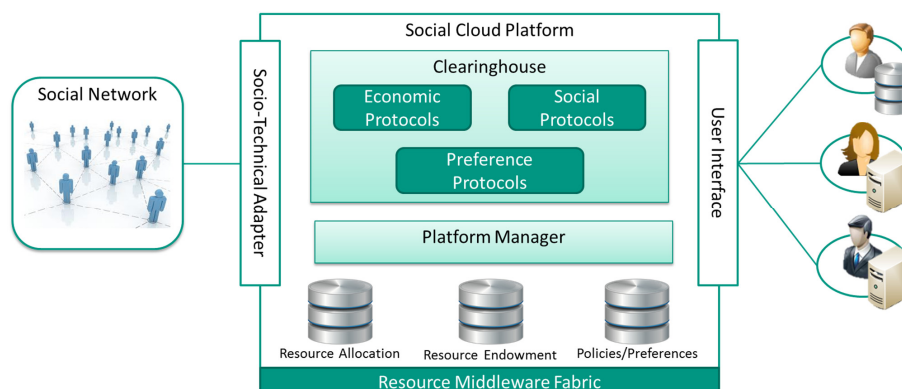 Social Cloud Platform
Social Network
Socio-Technical Adapter
Clearinghouse
Economic
Protocols
Social
Protocols
Preference
Protocols
Platform Manager
User Interface
Resource Allocation
Resource Endowment
Policies/Preferences
Resource Middleware Fabric